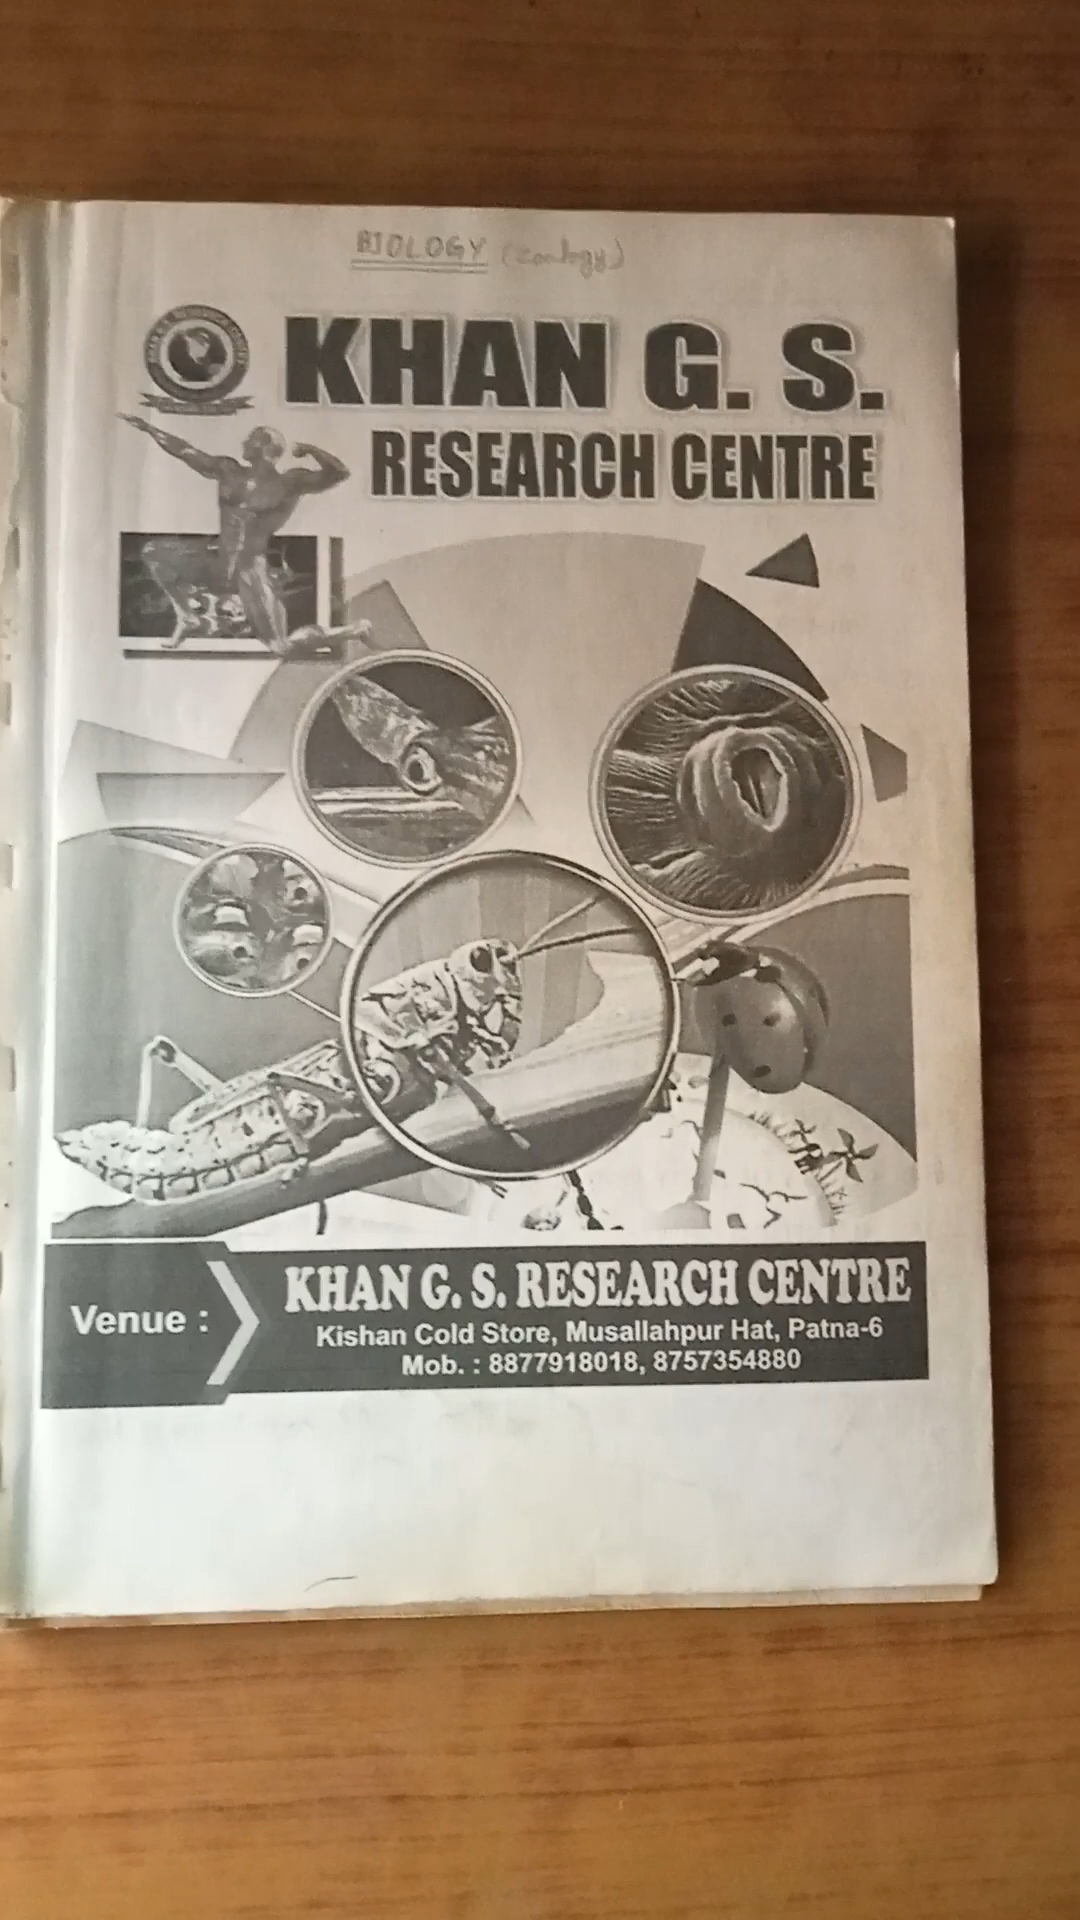 BIOLOGY (Zoology)
KHAN G. S.
RESEARCH CENTRE
Venue :
KHAN G. S. RESEARCH CENTRE
Kishan Cold Store, Musallahpur Hat, Patna-6
Mob. : 8877918018, 8757354880